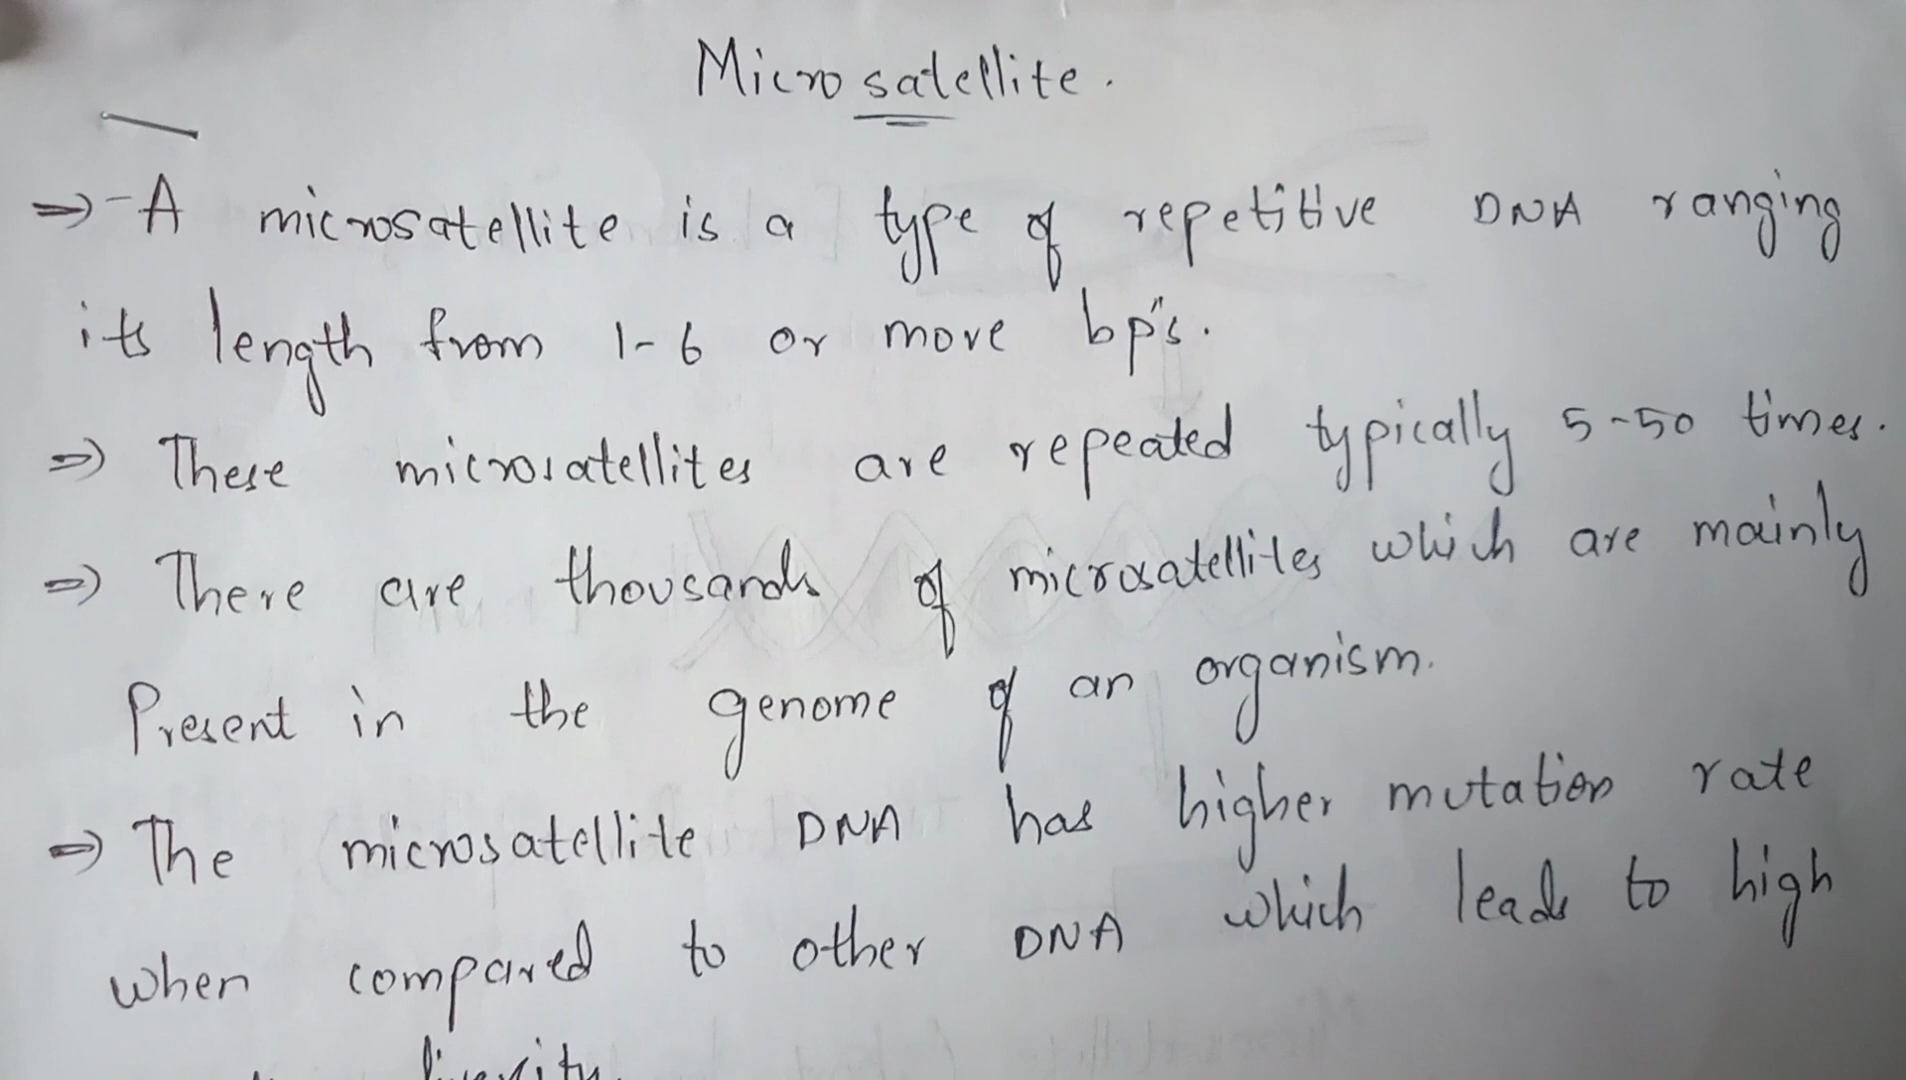 Microsatellite.
⇒ - A microsatellite is a type of repetitive DNA ranging
its length from 1-6 or more bp's.
⇒ These microsatellites are repeated typically 5-50 times.
⇒ There are thousands of microsatellites which are mainly
Present in the genome of an organism.
⇒ The microsatellite DNA has higher mutation rate
when compared to other DNA which leads to high